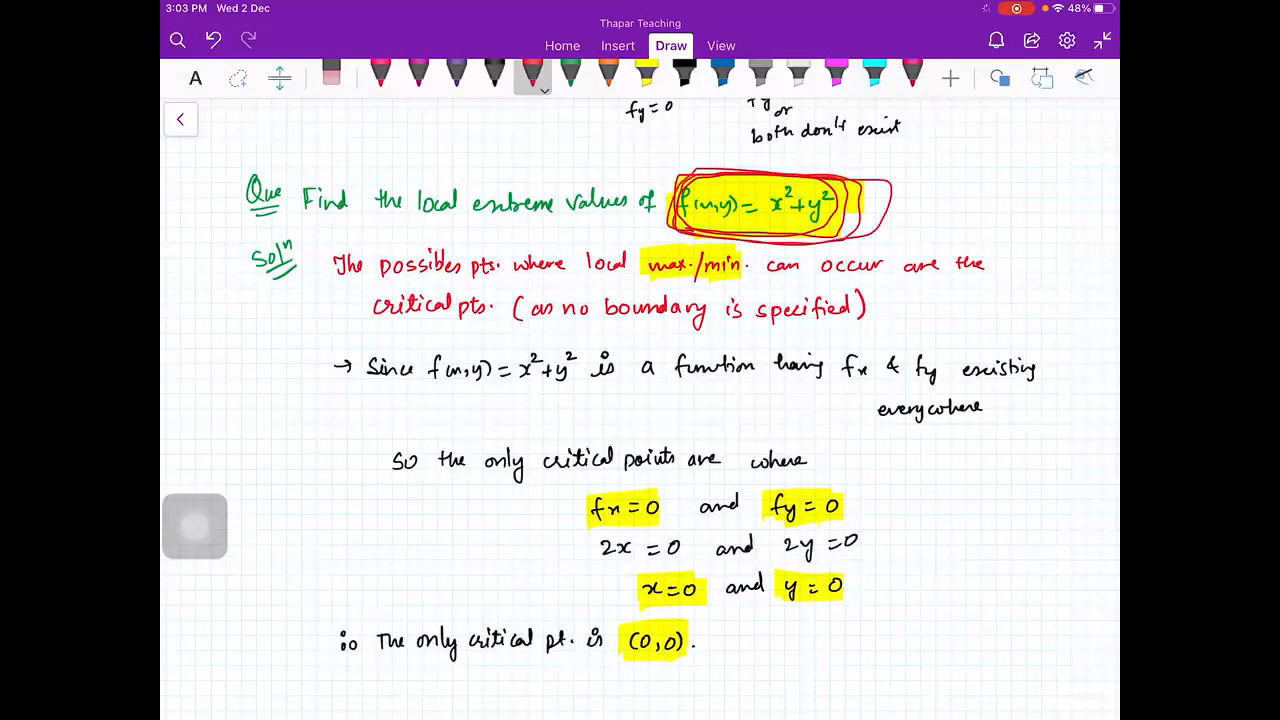 3:03 PM Wed 2 Dec
48%
Thapar Teaching
Home Insert Draw View
A
fy = 0
fy or
both don't exist
Que Find the local extreme values of f(x,y) = x²+y²
Solⁿ The possibles pts. where local max./min. can occur are the
critical pts. (as no boundary is specified)
→ Since f(x,y) = x²+y² is a function having fx & fy existing
everywhere
So the only critical points are where
fx = 0 and fy = 0
2x = 0 and 2y = 0
x = 0 and y = 0
∴ The only critical pt. is (0,0).